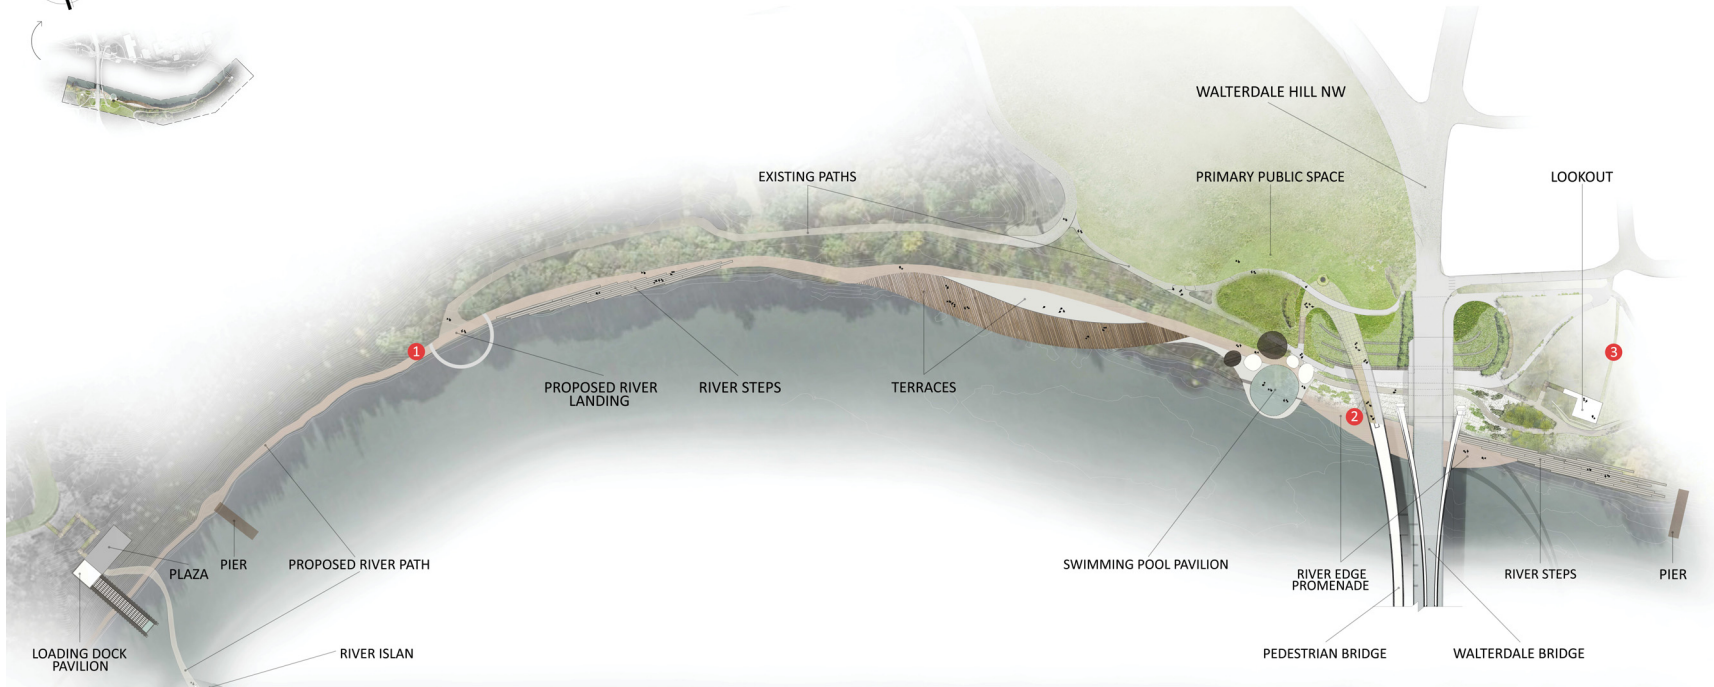 WALTERDALE HILL NW
EXISTING PATHS
PRIMARY PUBLIC SPACE
LOOKOUT
1
3
PROPOSED RIVER
LANDING
RIVER STEPS
TERRACES
2
PLAZA
PIER
PROPOSED RIVER PATH
SWIMMING POOL PAVILION
RIVER EDGE
PROMENADE
RIVER STEPS
PIER
LOADING DOCK
PAVILION
RIVER ISLAN
PEDESTRIAN BRIDGE
WALTERDALE BRIDGE